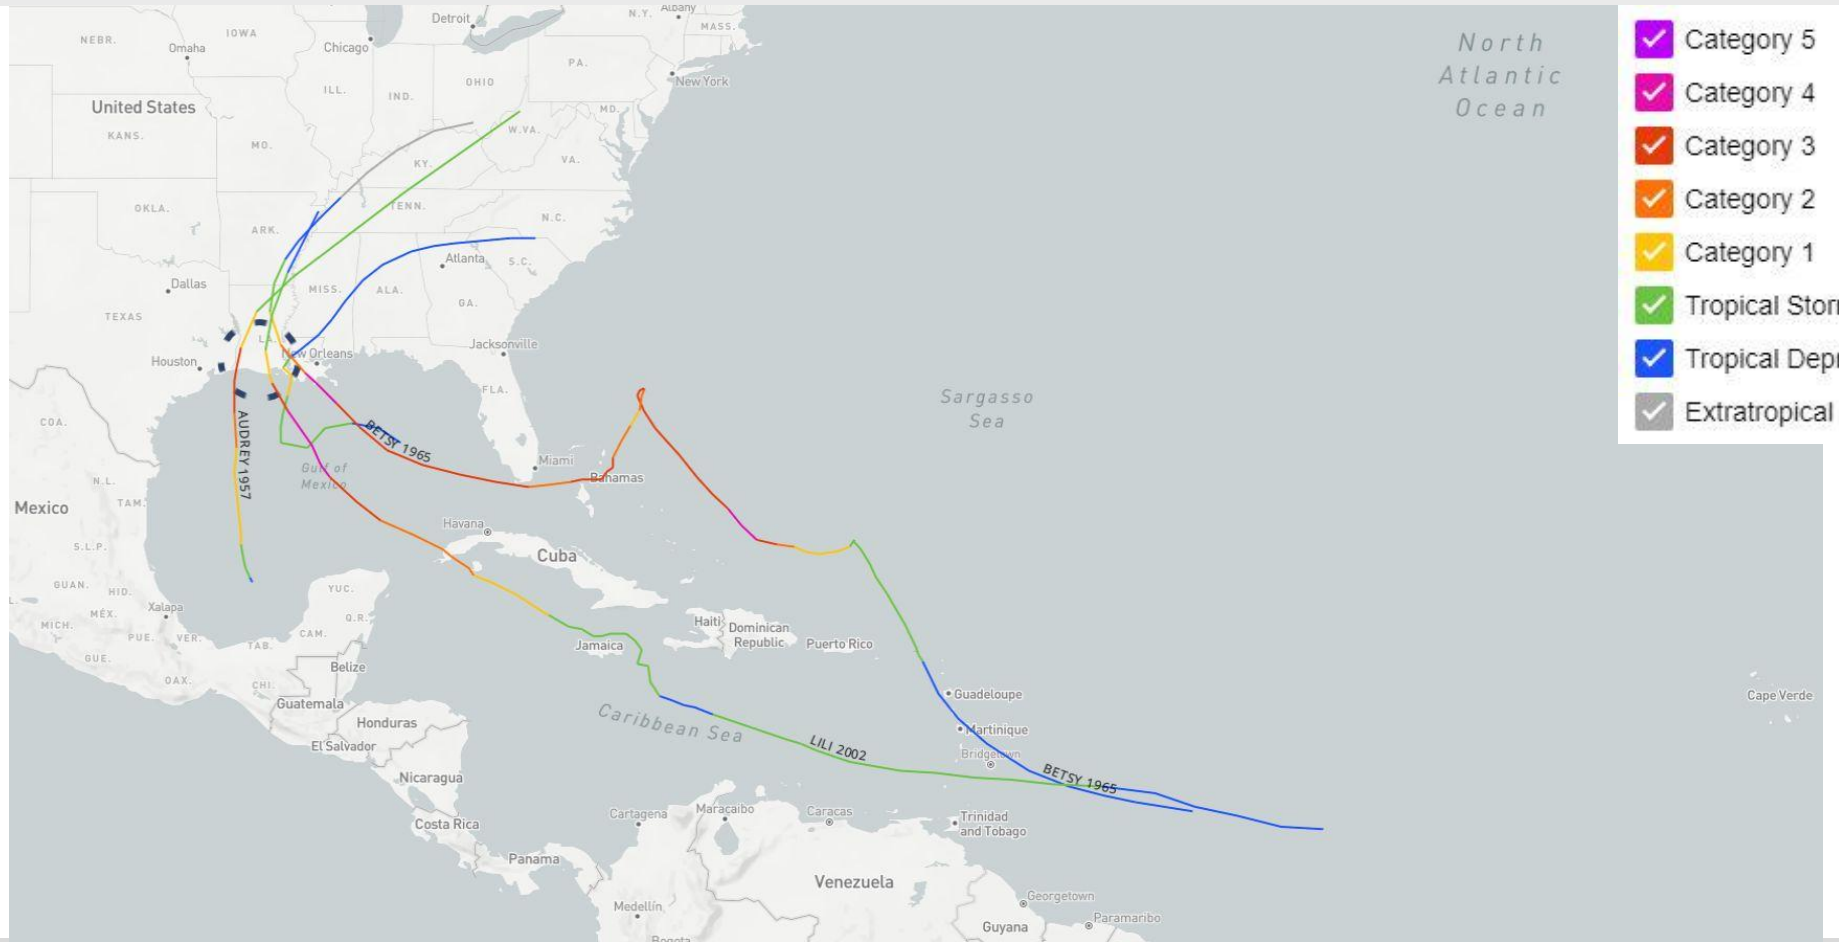 Albany
N.Y.
Detroit
MASS.
IOWA
NEBR.
Omaha
Chicago
PA.
OHIO
New York
ILL.
IND.
United States
MD.
KANS.
W.VA.
MO.
VA.
KY.
OKLA.
TENN.
N.C.
ARK.
Atlanta
S.C.
Dallas
MISS.
ALA.
GA.
TEXAS
LA.
New Orleans
Jacksonville
Houston
FLA.
COA.
AUDREY 1957
BETSY 1965
Gulf of
Mexico
Miami
Bahamas
N.L.
TAM.
Mexico
Havana
Cuba
S.L.P.
GUAN.
HID.
YUC.
MÉX.
Xalapa
Q.R.
MICH.
PUE.
VER.
CAM.
TAB.
GUE.
OAX.
CHI.
Haiti
Dominican
Republic
Puerto Rico
Jamaica
Belize
Guatemala
Honduras
El Salvador
Nicaragua
Costa Rica
Panama
Caribbean Sea
LILI 2002
Guadeloupe
Martinique
Bridgetown
BETSY 1965
Cartagena
Maracaibo
Caracas
Trinidad
and Tobago
Venezuela
Medellín
Bogota
Georgetown
Guyana
Paramaribo
Cape Verde
North
Atlantic
Ocean
Sargasso
Sea
Category 5
Category 4
Category 3
Category 2
Category 1
Tropical Stor
Tropical Depr
Extratropical